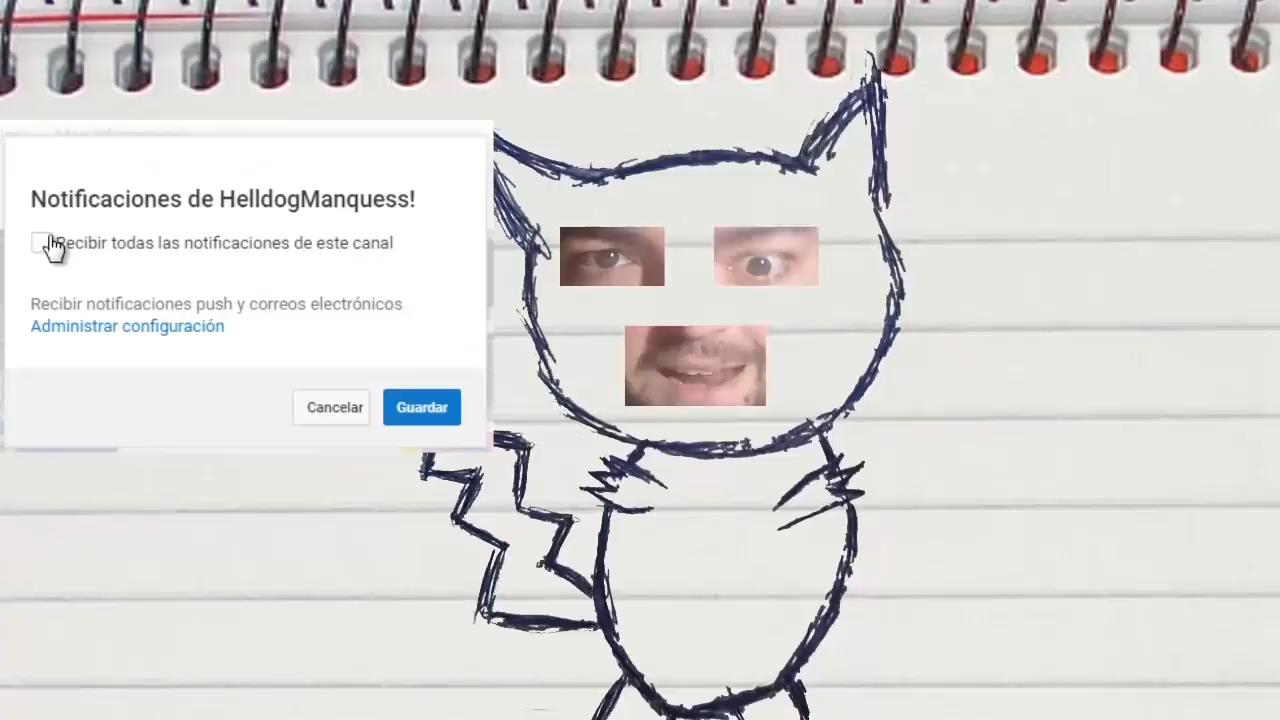 Notificaciones de HelldogManquess!
Recibir todas las notificaciones de este canal
Recibir notificaciones push y correos electrónicos
Administrar configuración
Cancelar
Guardar